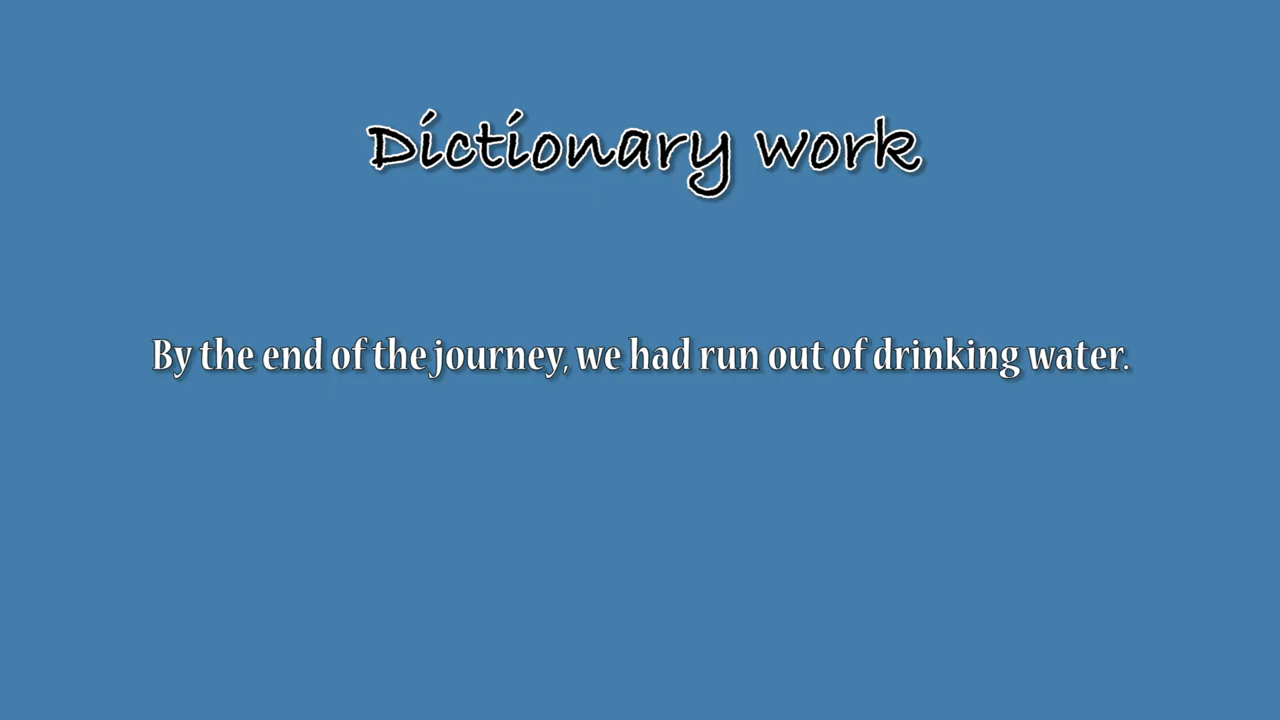 Dictionary work
By the end of the journey, we had run out of drinking water.